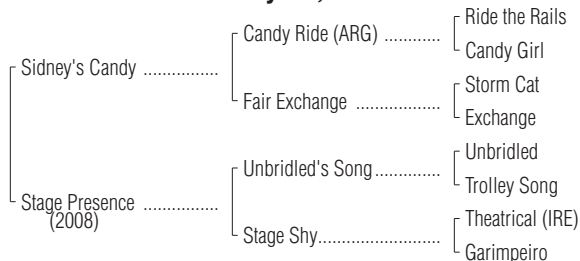 Ride the Rails
Candy Ride (ARG) ............
Candy Girl
Sidney's Candy ................
Storm Cat
Fair Exchange ..................
Exchange
Unbridled
Unbridled's Song..............
Trolley Song
Stage Presence ................
(2008)
Theatrical (IRE)
Stage Shy..........................
Garimpeiro